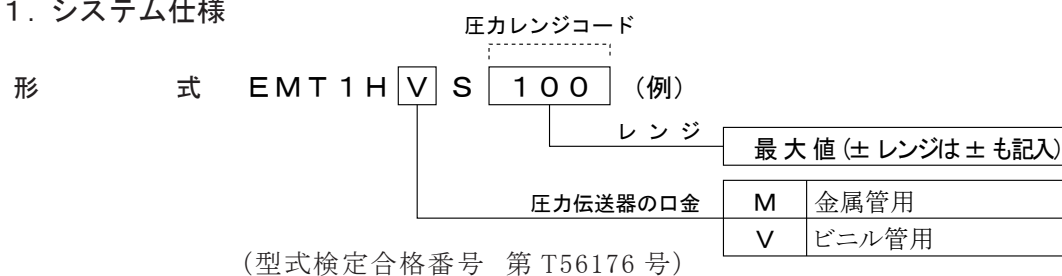 1. システム仕様
圧力レンジコード
形 式 EMT1H V S 100 (例)
レンジ 最大値(±レンジは±も記入)
圧力伝送器の口金 M 金属管用
V ビニル管用
(型式検定合格番号 第T56176号)